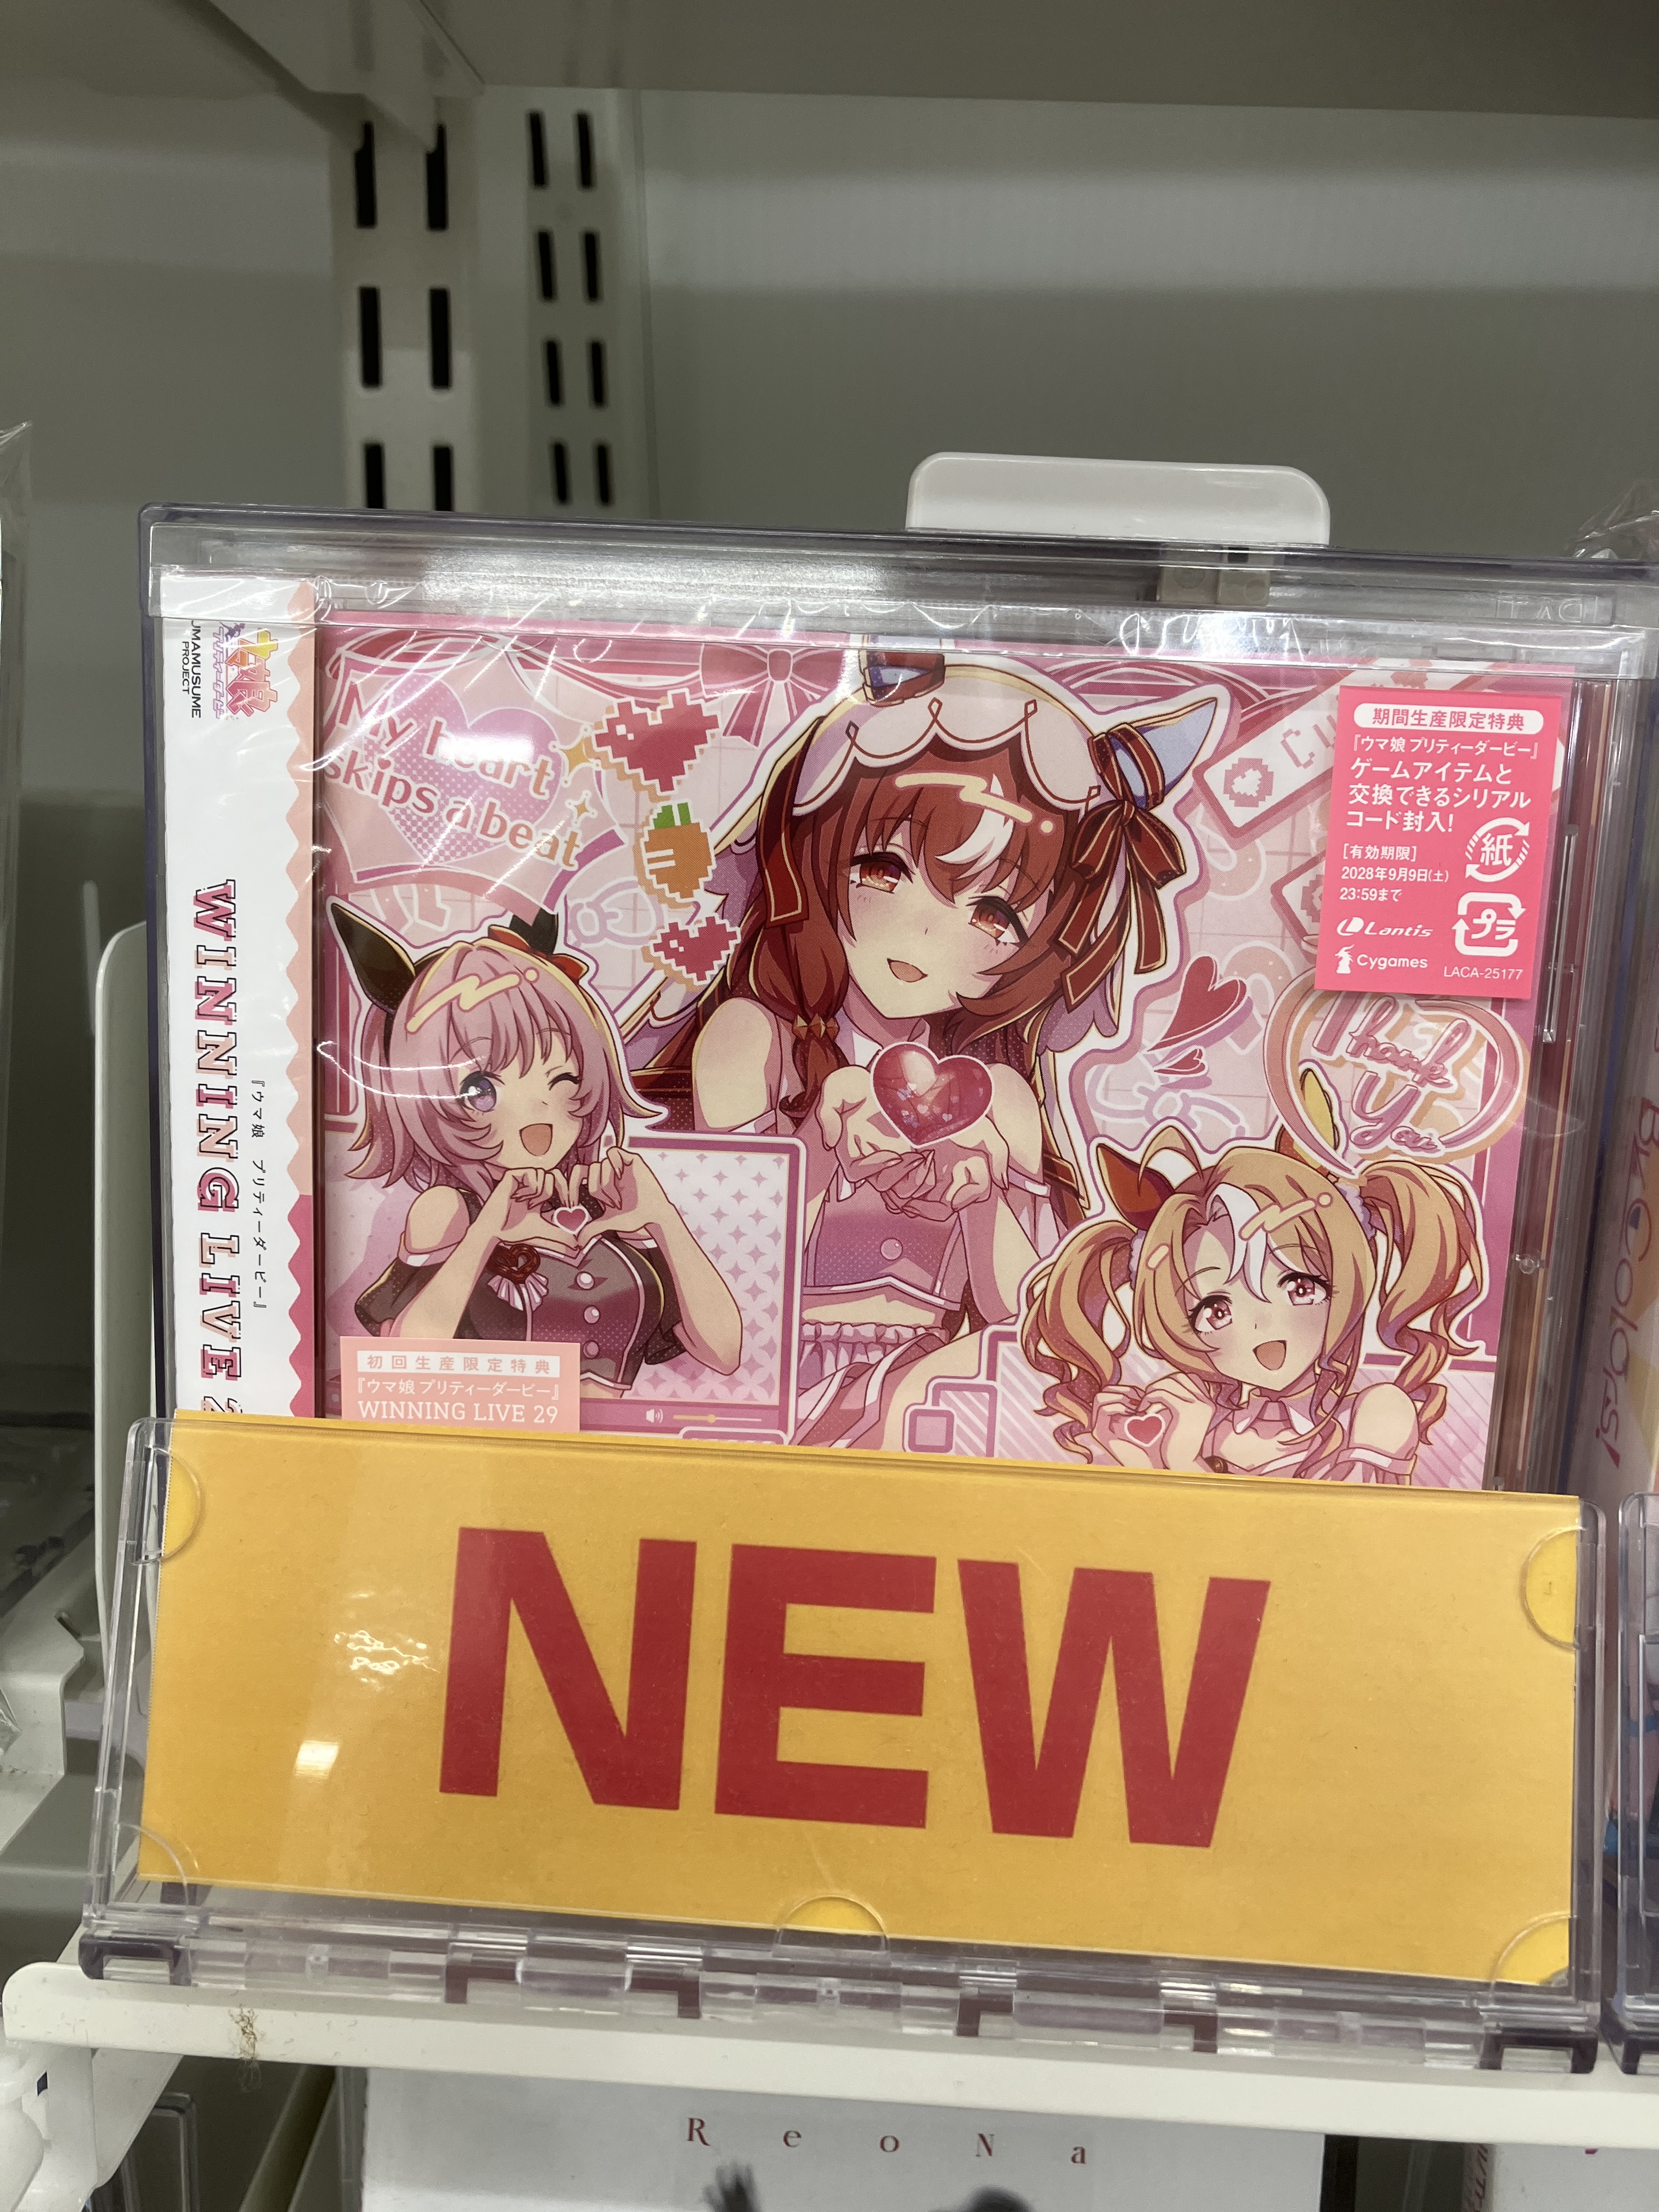 UMAMUSUME
PROJECT
『ウマ娘 プリティーダービー』
WINNING LIVE
My heart
skips a beat
期間生産限定特典
『ウマ娘 プリティーダービー』
ゲームアイテムと
交換できるシリアル
コード封入!
[有効期限]
2028年9月9日(土)
23:59まで
紙
プラ
Lantis
Cygames
LACA-25177
Thank
You
初回生産限定特典
『ウマ娘 プリティーダービー』
WINNING LIVE 29
NEW
ReoNa